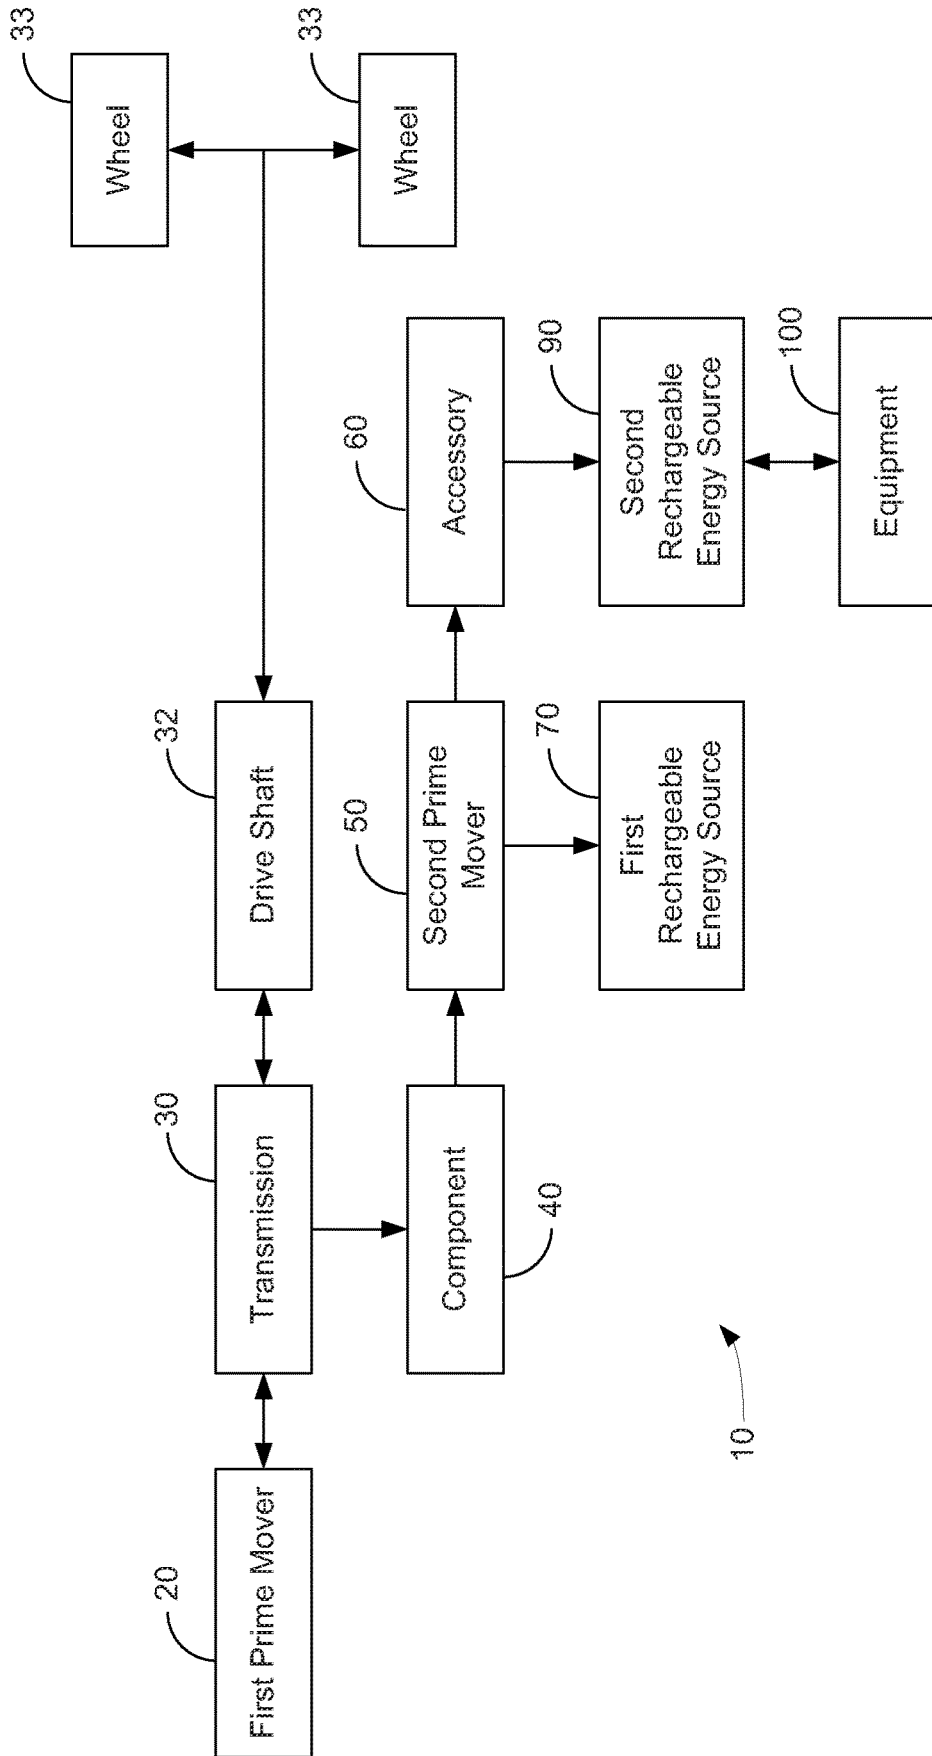 20
First Prime Mover
30
Transmission
32
Drive Shaft
33
Wheel
33
Wheel
40
Component
50
Second Prime
Mover
60
Accessory
70
First
Rechargeable
Energy Source
90
Second
Rechargeable
Energy Source
100
Equipment
10